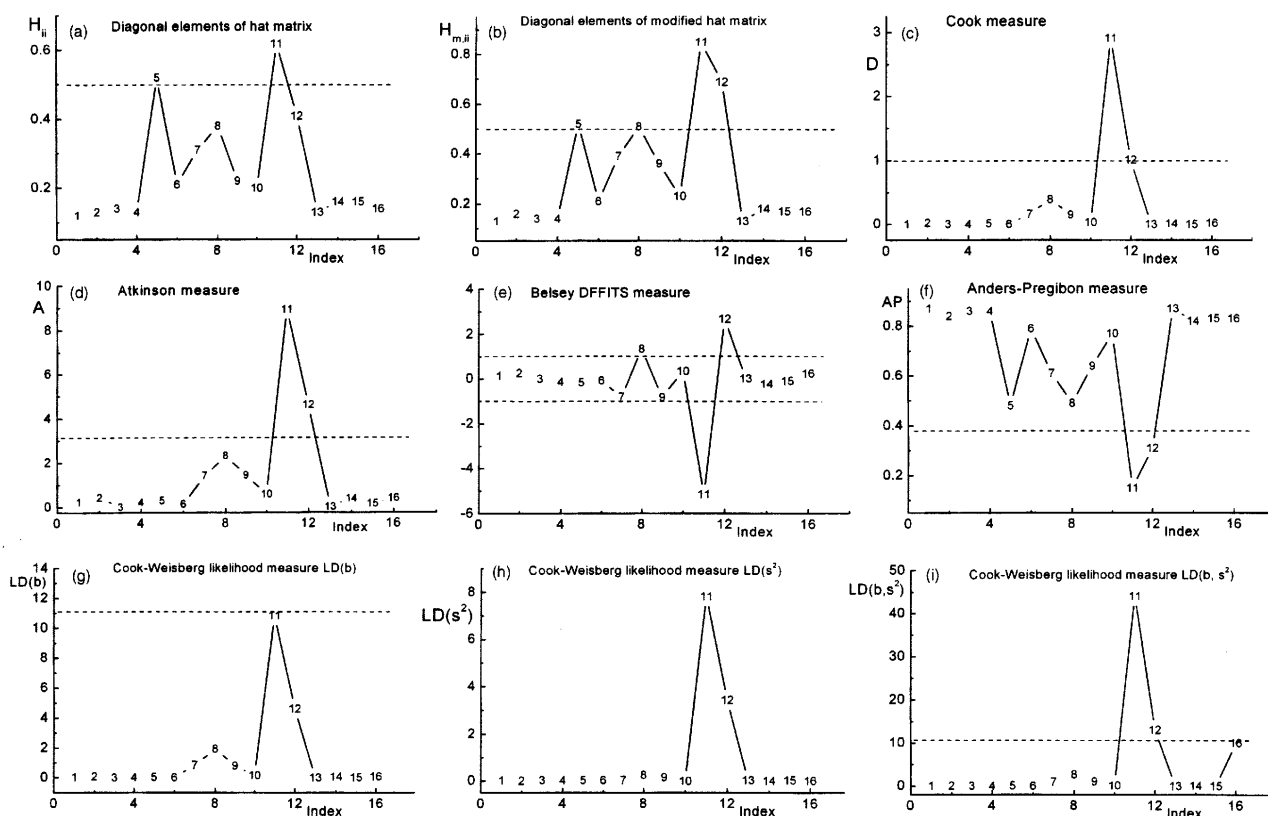 H ii (a) Diagonal elements of hat matrix
0.6
0.4
0.2
1 2 3 4 5 6 7 8 9 10 11 12 13 14 15 16
0 4 8 12 16
Index
H m,ii (b) Diagonal elements of modified hat matrix
0.8
0.6
0.4
0.2
1 2 3 4 5 6 7 8 9 10 11 12 13 14 15 16
0 4 8 12 16
Index
(c) Cook measure
D
3
2
1
0
1 2 3 4 5 6 7 8 9 10 11 12 13 14 15 16
0 4 8 12 16
Index
A (d) Atkinson measure
10
8
6
4
2
0
1 2 3 4 5 6 7 8 9 10 11 12 13 14 15 16
0 4 8 12 16
Index
(e) Belsey DFFITS measure
4
2
0
-2
-4
-6
1 2 3 4 5 6 7 8 9 10 11 12 13 14 15 16
0 4 8 12 16
Index
AP (f) Anders-Pregibon measure
0.8
0.6
0.4
0.2
1 2 3 4 5 6 7 8 9 10 11 12 13 14 15 16
0 4 8 12 16
Index
LD(b) (g) Cook-Weisberg likelihood measure LD(b)
14
12
10
8
6
4
2
0
1 2 3 4 5 6 7 8 9 10 11 12 13 14 15 16
0 4 8 12 16
Index
LD(s²) (h) Cook-Weisberg likelihood measure LD(s²)
8
6
4
2
0
1 2 3 4 5 6 7 8 9 10 11 12 13 14 15 16
0 4 8 12 16
Index
LD(b,s²) (i) Cook-Weisberg likelihood measure LD(b, s²)
50
40
30
20
10
0
1 2 3 4 5 6 7 8 9 10 11 12 13 14 15 16
0 4 8 12 16
Index